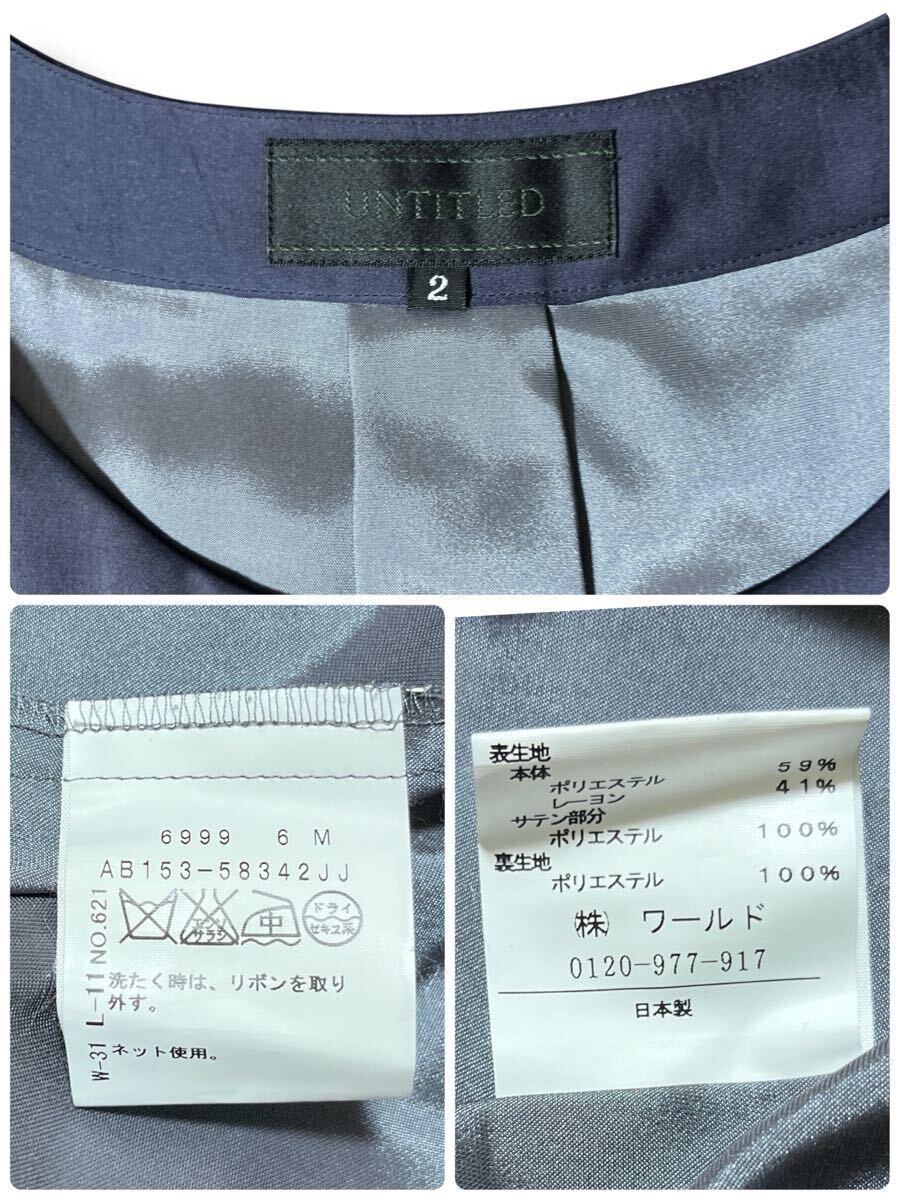 UNTITLED
2
6999 6 M
AB153-58342JJ
エンソ
サラシ
中
ドライ
セキユ系
洗たく時は、リボンを取り
外す。
ネット使用。
W-31 L-11 NO.621
表生地
本体
ポリエステル 59%
レーヨン 41%
サテン部分
ポリエステル 100%
裏生地
ポリエステル 100%
㈱ ワールド
0120-977-917
日本製